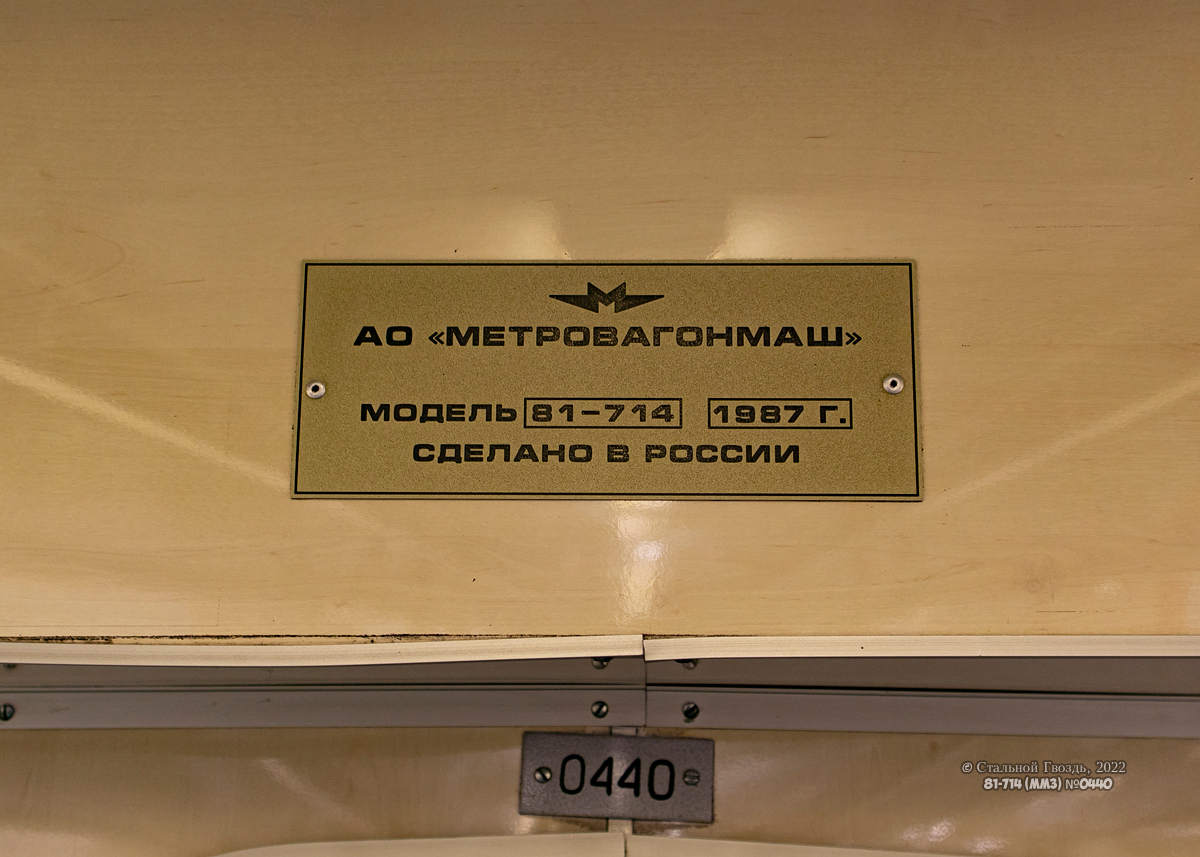 М
АО «МЕТРОВАГОНМАШ»
МОДЕЛЬ 81-714 1987 Г.
СДЕЛАНО В РОССИИ
0440
© Стальной Гвоздь, 2022
81-714 (ММЗ) №0440